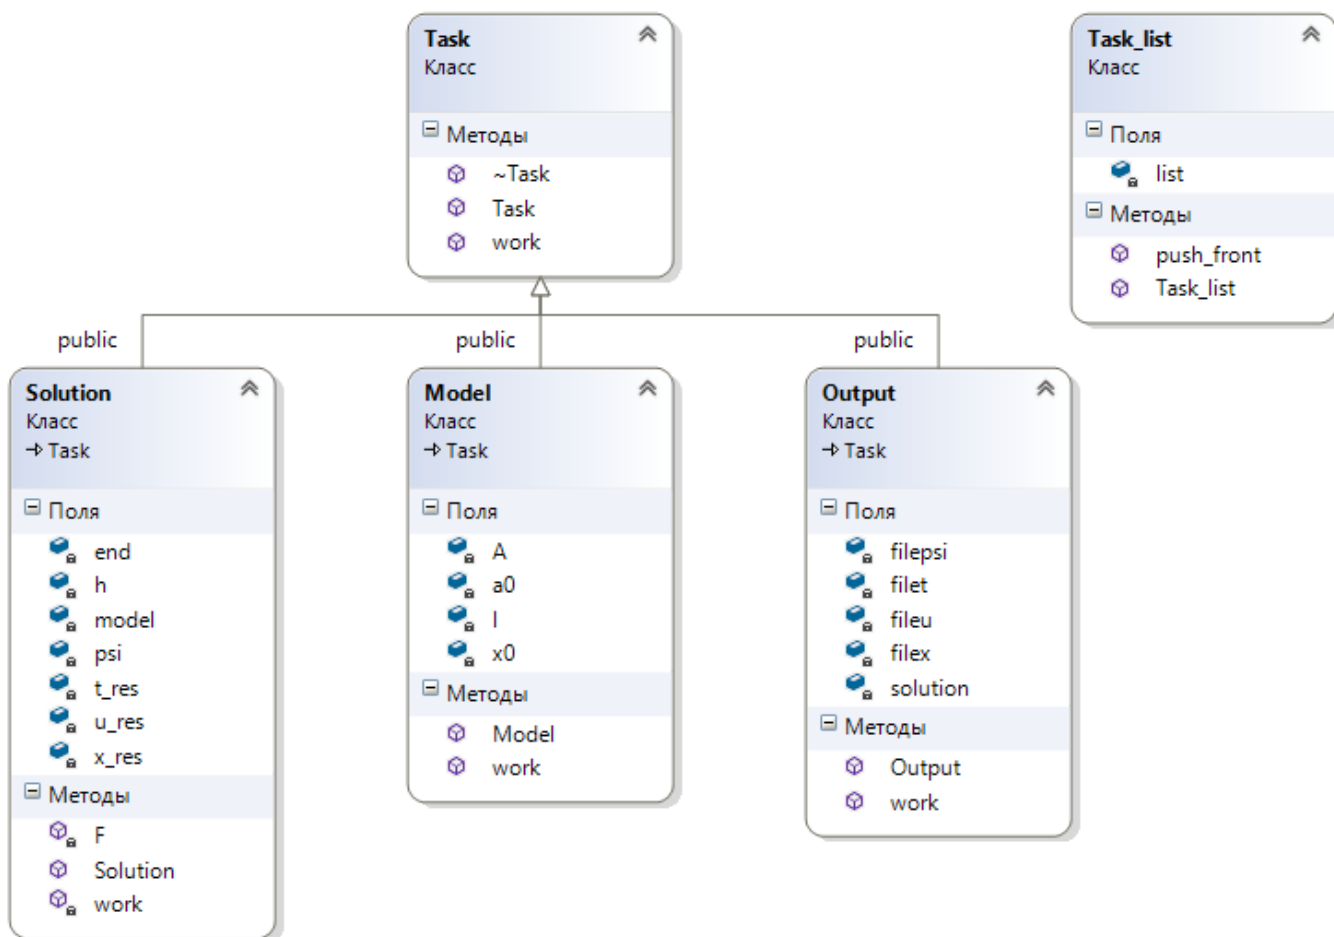 Task
Класс
Методы
~Task
Task
work
Task_list
Класс
Поля
list
Методы
push_front
Task_list
public
public
public
Solution
Класс
Task
Поля
end
h
model
psi
t_res
u_res
x_res
Методы
F
Solution
work
Model
Класс
Task
Поля
A
a0
l
x0
Методы
Model
work
Output
Класс
Task
Поля
filepsi
filet
fileu
filex
solution
Методы
Output
work